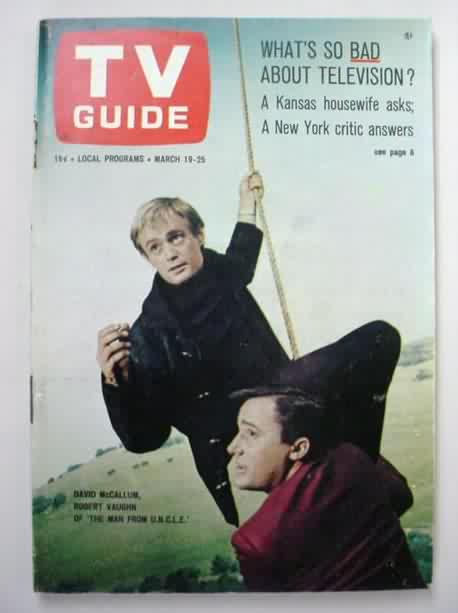 TV
GUIDE
15¢ • LOCAL PROGRAMS • MARCH 19-25
WHAT'S SO BAD
ABOUT TELEVISION?
A Kansas housewife asks;
A New York critic answers
see page 6
DAVID McCALLUM,
ROBERT VAUGHN
OF 'THE MAN FROM U.N.C.L.E.'